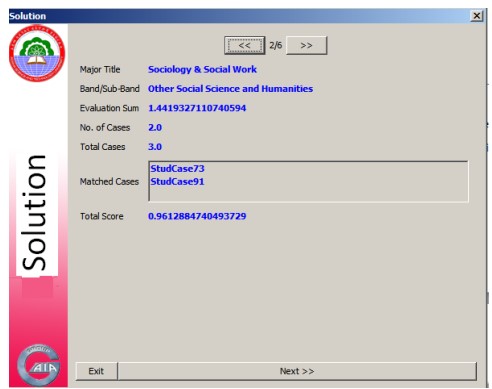 Solution
<< 2/6 >>
Major Title Sociology & Social Work
Band/Sub-Band Other Social Science and Humanities
Evaluation Sum 1.4419327110740594
No. of Cases 2.0
Total Cases 3.0
StudCase73
Matched Cases StudCase91
Total Score 0.9612884740493729
Solution
GAIA
Exit Next >>